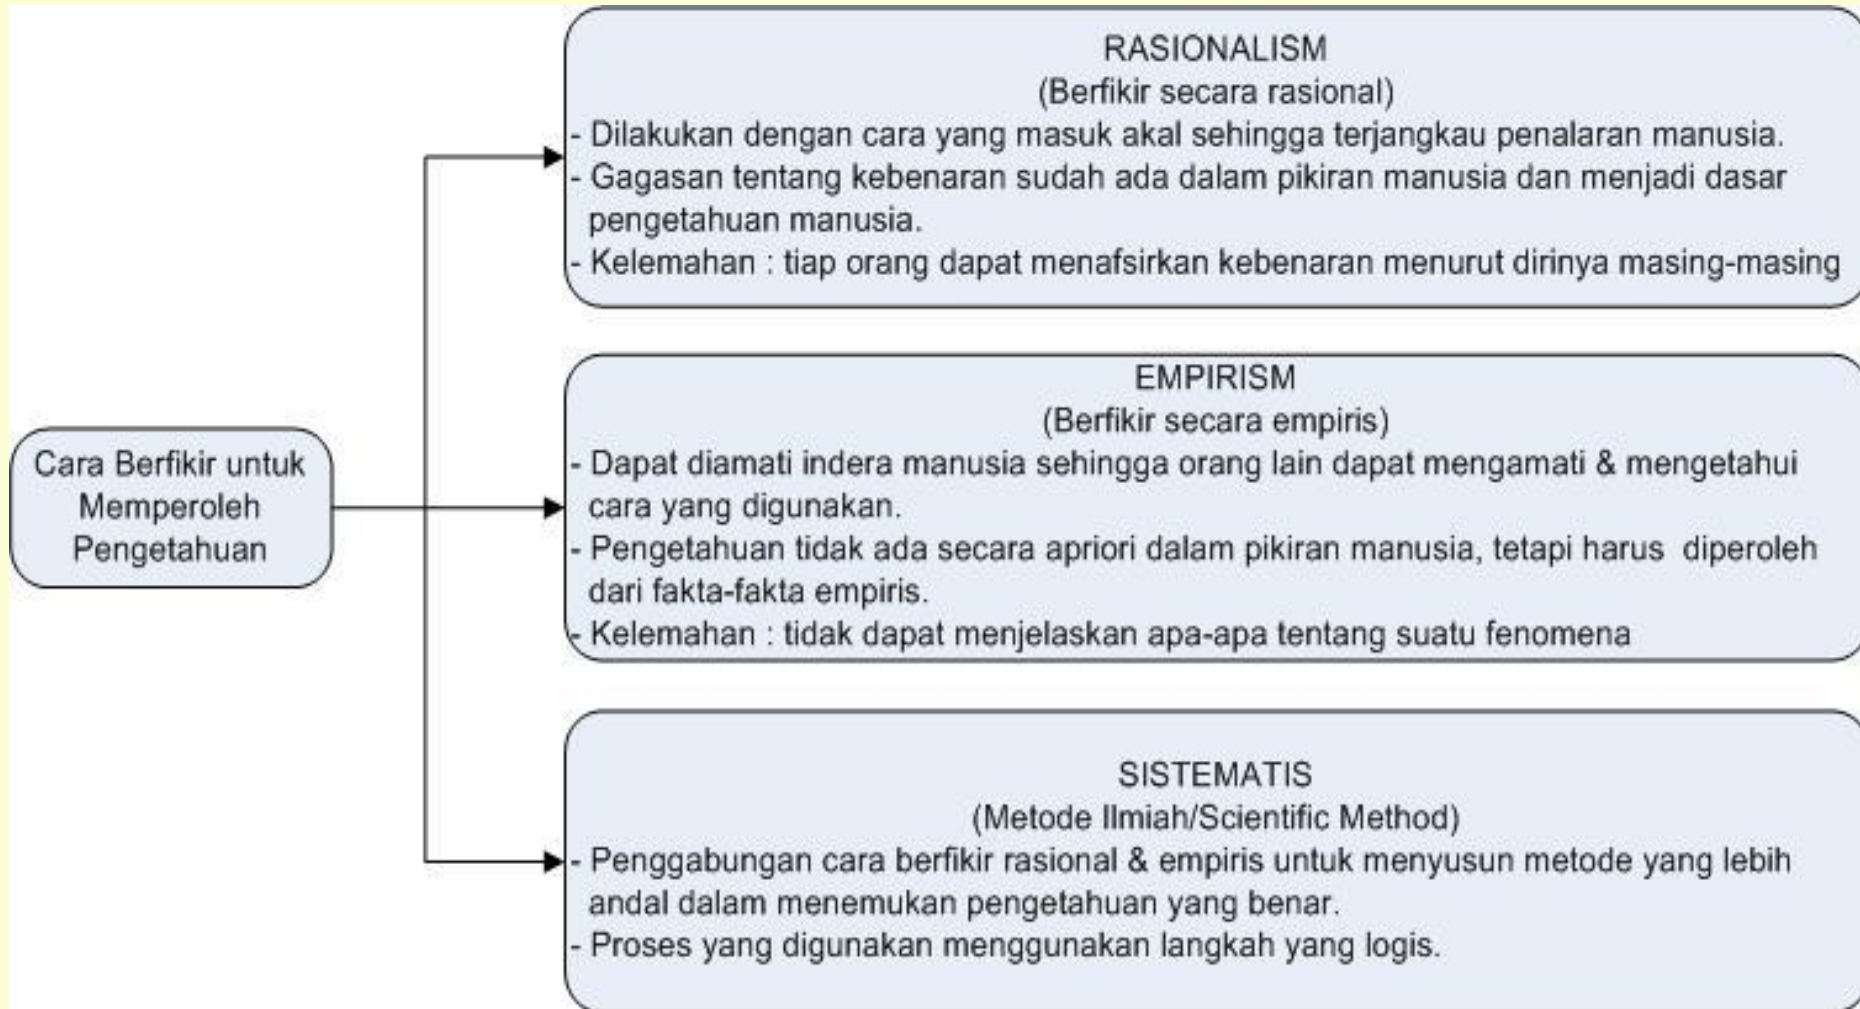 Cara Berfikir untuk
Memperoleh
Pengetahuan
RASIONALISM
(Berfikir secara rasional)
- Dilakukan dengan cara yang masuk akal sehingga terjangkau penalaran manusia.
- Gagasan tentang kebenaran sudah ada dalam pikiran manusia dan menjadi dasar
pengetahuan manusia.
- Kelemahan : tiap orang dapat menafsirkan kebenaran menurut dirinya masing-masing
EMPIRISM
(Berfikir secara empiris)
- Dapat diamati indera manusia sehingga orang lain dapat mengamati & mengetahui
cara yang digunakan.
- Pengetahuan tidak ada secara apriori dalam pikiran manusia, tetapi harus diperoleh
dari fakta-fakta empiris.
- Kelemahan : tidak dapat menjelaskan apa-apa tentang suatu fenomena
SISTEMATIS
(Metode Ilmiah/Scientific Method)
- Penggabungan cara berfikir rasional & empiris untuk menyusun metode yang lebih
andal dalam menemukan pengetahuan yang benar.
- Proses yang digunakan menggunakan langkah yang logis.